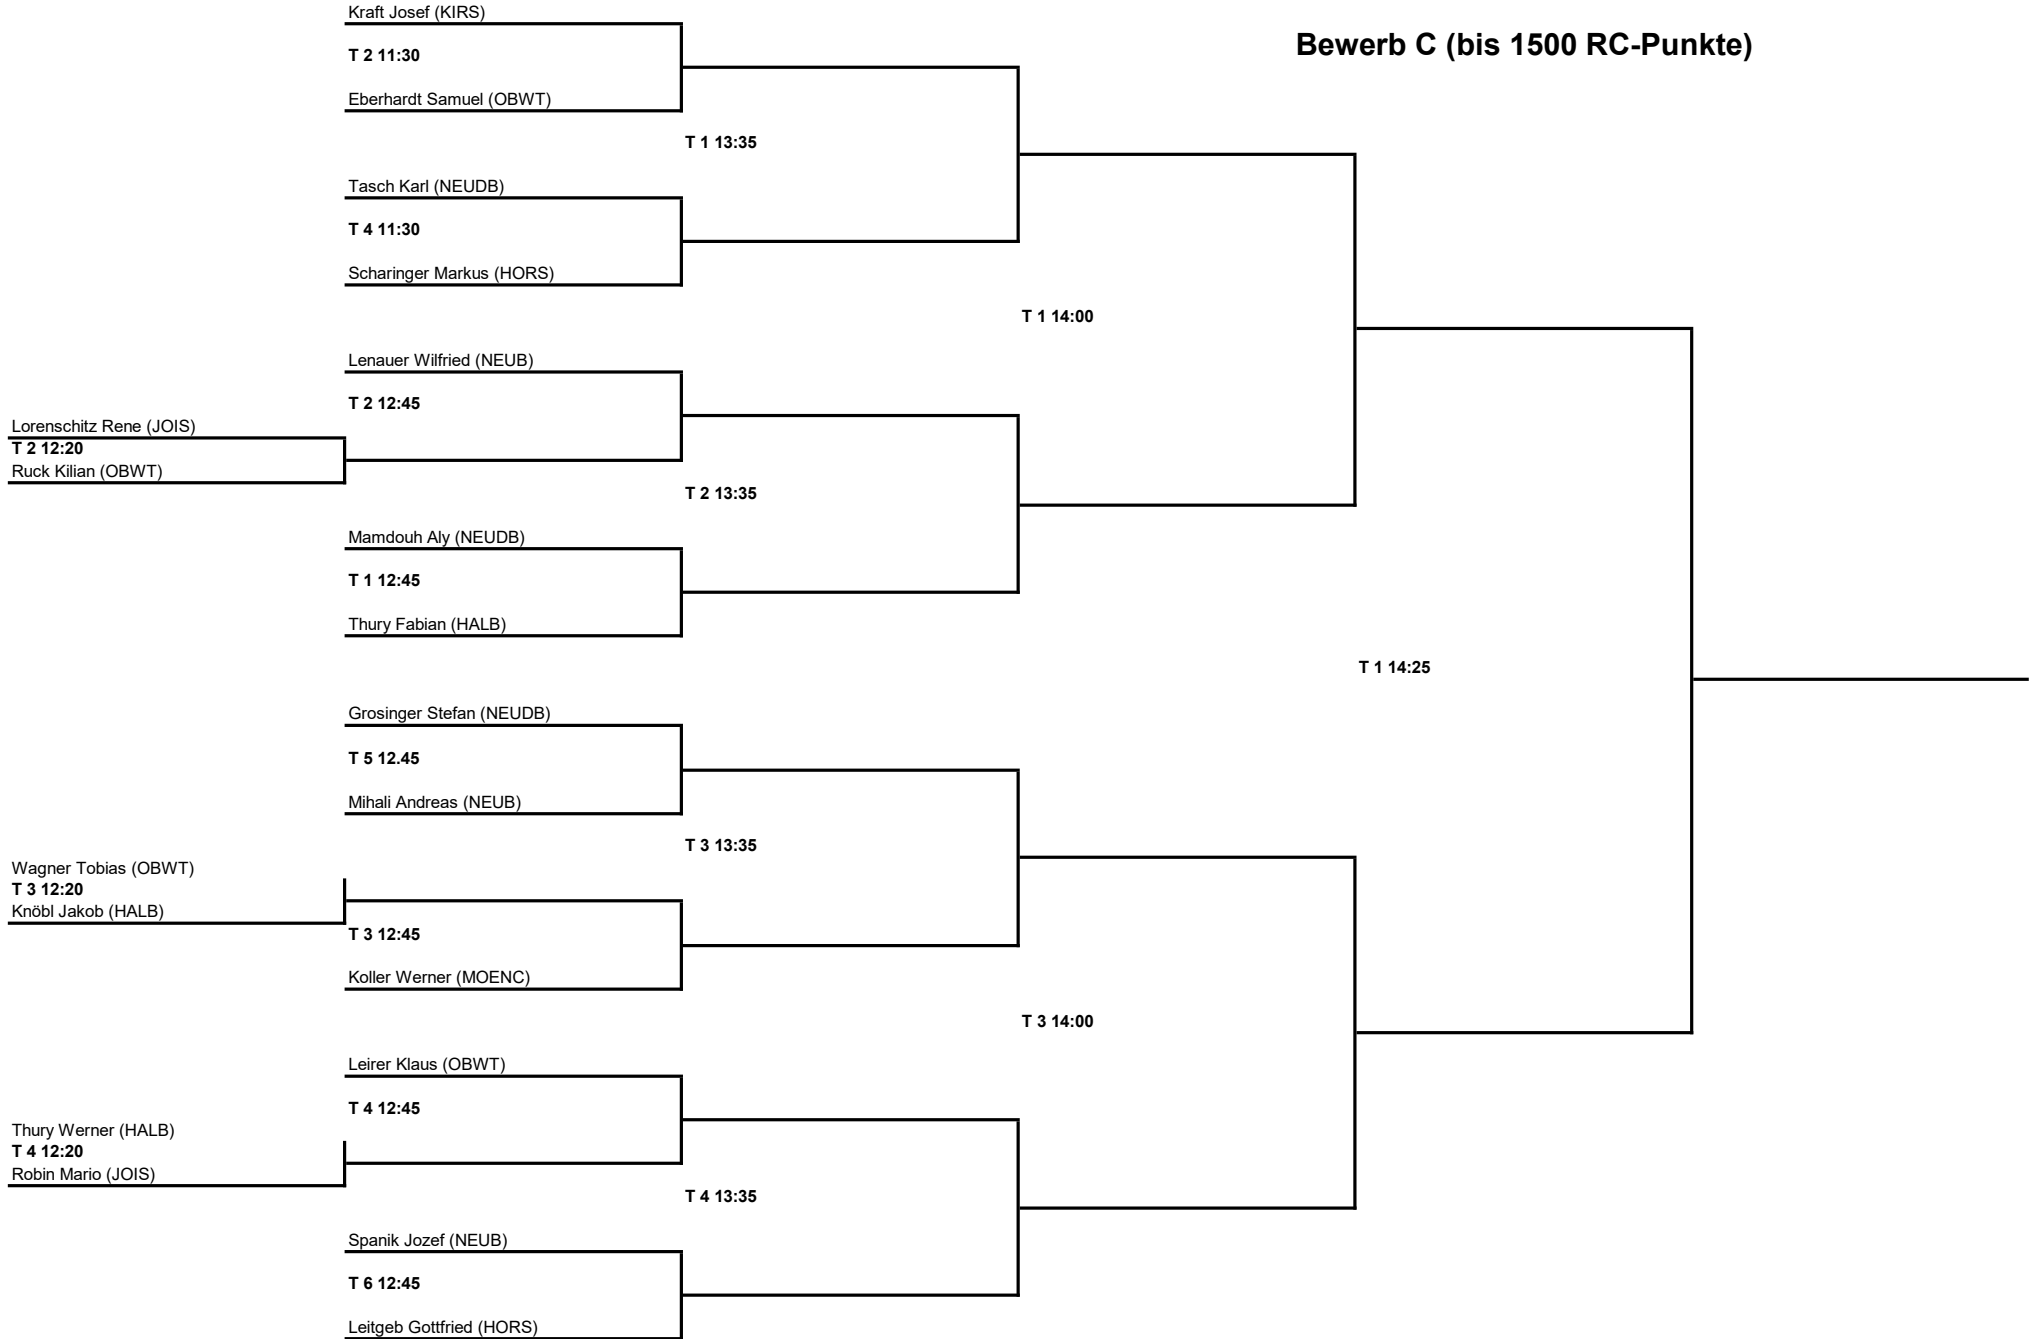 Kraft Josef (KIRS)
Bewerb C (bis 1500 RC-Punkte)
T 2 11:30
Eberhardt Samuel (OBWT)
T 1 13:35
Tasch Karl (NEUDB)
T 4 11:30
Scharinger Markus (HORS)
T 1 14:00
Lenauer Wilfried (NEUB)
T 2 12:45
Lorenschitz Rene (JOIS)
T 2 12:20
Ruck Kilian (OBWT)
T 2 13:35
Mamdouh Aly (NEUDB)
T 1 12:45
Thury Fabian (HALB)
T 1 14:25
Grosinger Stefan (NEUDB)
T 5 12.45
Mihali Andreas (NEUB)
T 3 13:35
Wagner Tobias (OBWT)
T 3 12:20
Knöbl Jakob (HALB)
T 3 12:45
Koller Werner (MOENC)
T 3 14:00
Leirer Klaus (OBWT)
T 4 12:45
Thury Werner (HALB)
T 4 12:20
Robin Mario (JOIS)
T 4 13:35
Spanik Jozef (NEUB)
T 6 12:45
Leitgeb Gottfried (HORS)